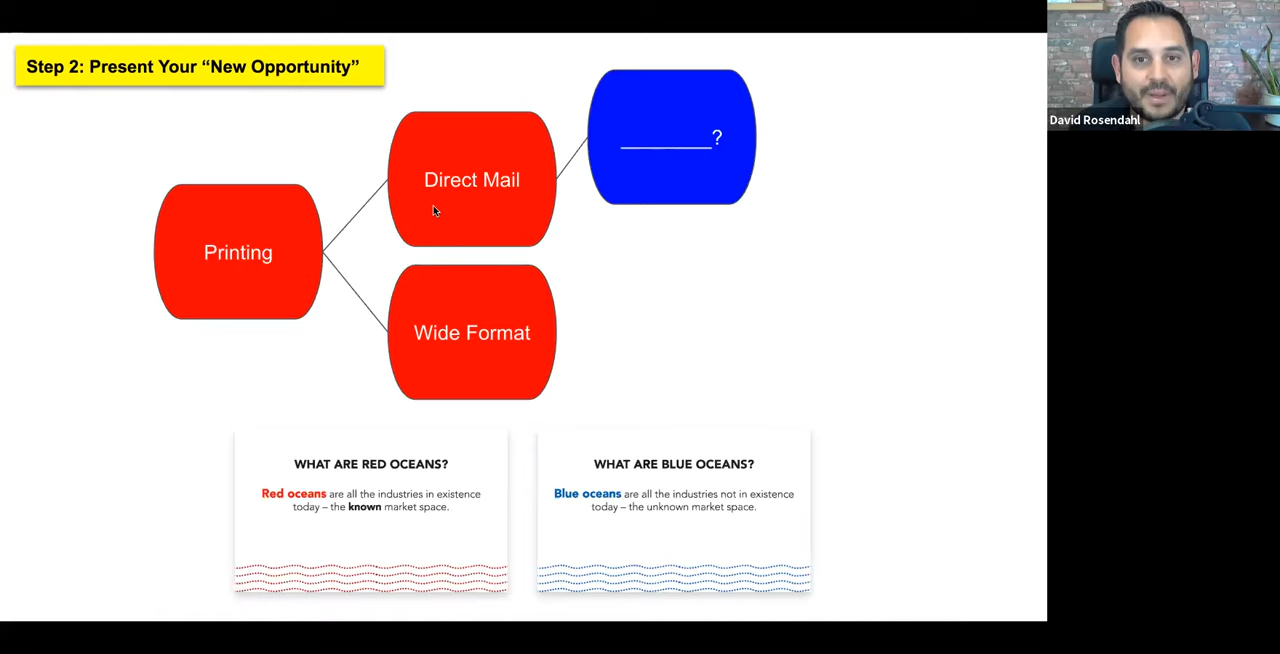 Step 2: Present Your “New Opportunity”
David Rosendahl
__________?
Direct Mail
Printing
Wide Format
WHAT ARE RED OCEANS?
Red oceans are all the industries in existence
today – the known market space.
WHAT ARE BLUE OCEANS?
Blue oceans are all the industries not in existence
today – the unknown market space.